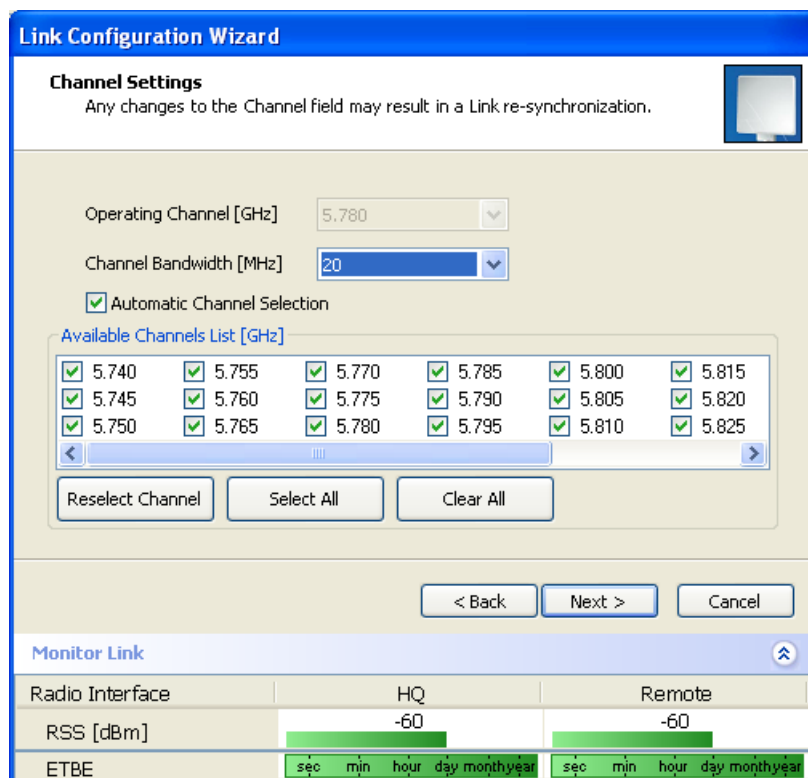 Link Configuration Wizard
Channel Settings
Any changes to the Channel field may result in a Link re-synchronization.
Operating Channel [GHz] 5.780
Channel Bandwidth [MHz] 20
Automatic Channel Selection
Available Channels List [GHz]
5.740 5.755 5.770 5.785 5.800 5.815
5.745 5.760 5.775 5.790 5.805 5.820
5.750 5.765 5.780 5.795 5.810 5.825
Reselect Channel Select All Clear All
< Back Next > Cancel
Monitor Link
Radio Interface HQ Remote
RSS [dBm] -60 -60
ETBE sec min hour day month year sec min hour day month year